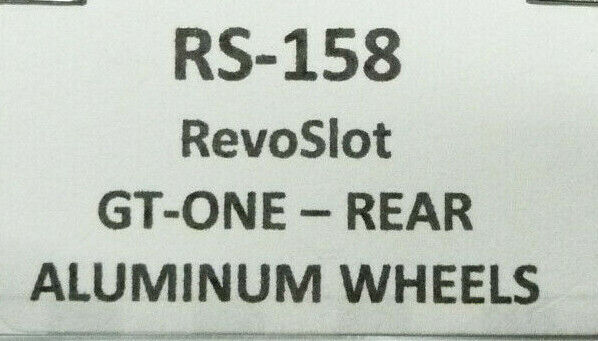 RS-158
RevoSlot
GT-ONE – REAR
ALUMINUM WHEELS